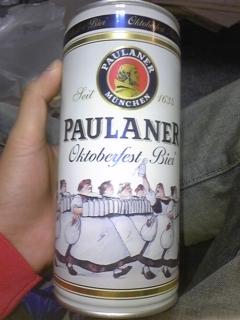 Bier Oktoberfest
PAULANER
MÜNCHEN
Seit 1634
PAULANER
Oktoberfest Bier